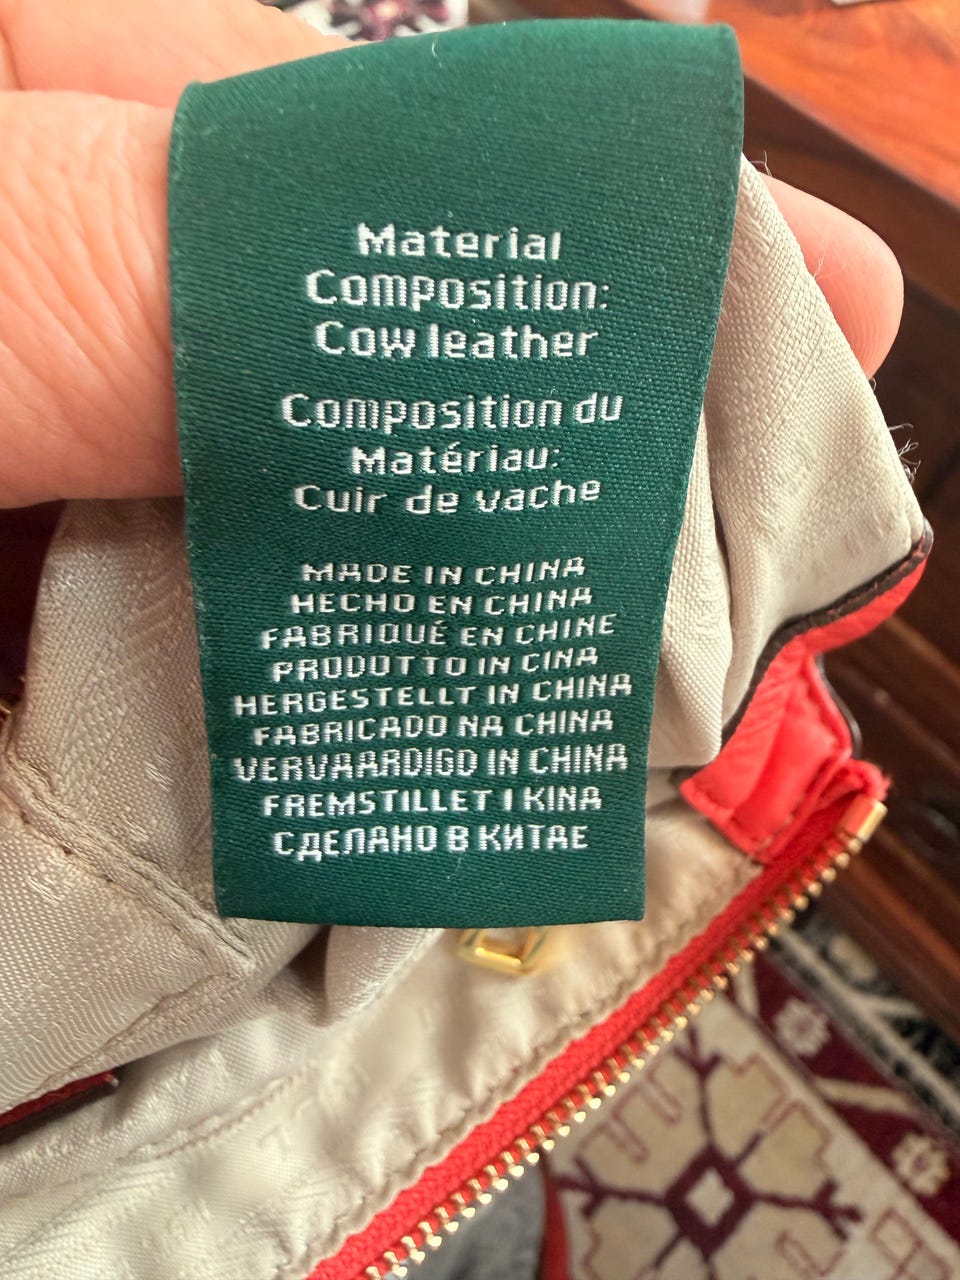 Material
Composition:
Cow leather
Composition du
Matériau:
Cuir de vache
MADE IN CHINA
HECHO EN CHINA
FABRIQUÉ EN CHINE
PRODOTTO IN CINA
HERGESTELLT IN CHINA
FABRICADO NA CHINA
VERVAARDIGD IN CHINA
FREMSTILLET I KINA
СДЕЛАНО В КИТАЕ